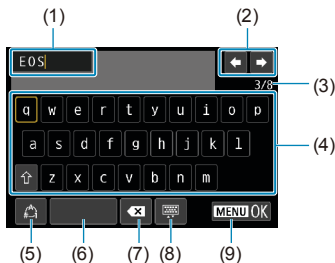 (1) (2)
EOS
3/8 (3)
q w e r t y u i o p
a s d f g h j k l (4)
z x c v b n m
MENU OK
(5) (6) (7) (8) (9)